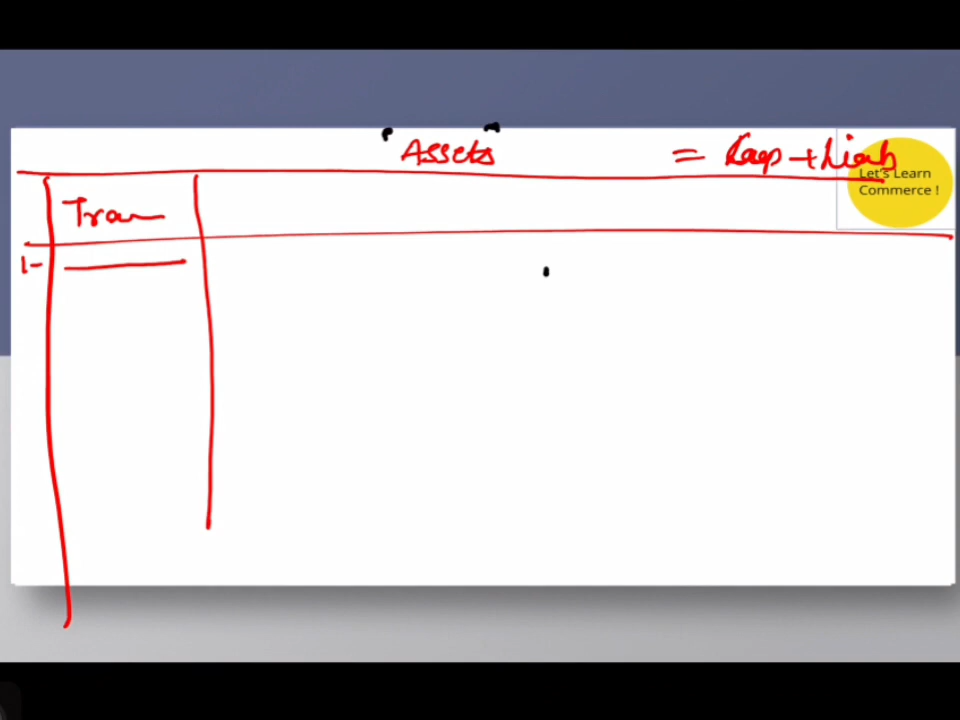 Assets = Cap + Liab
Let's Learn
Commerce !
Tran
1-